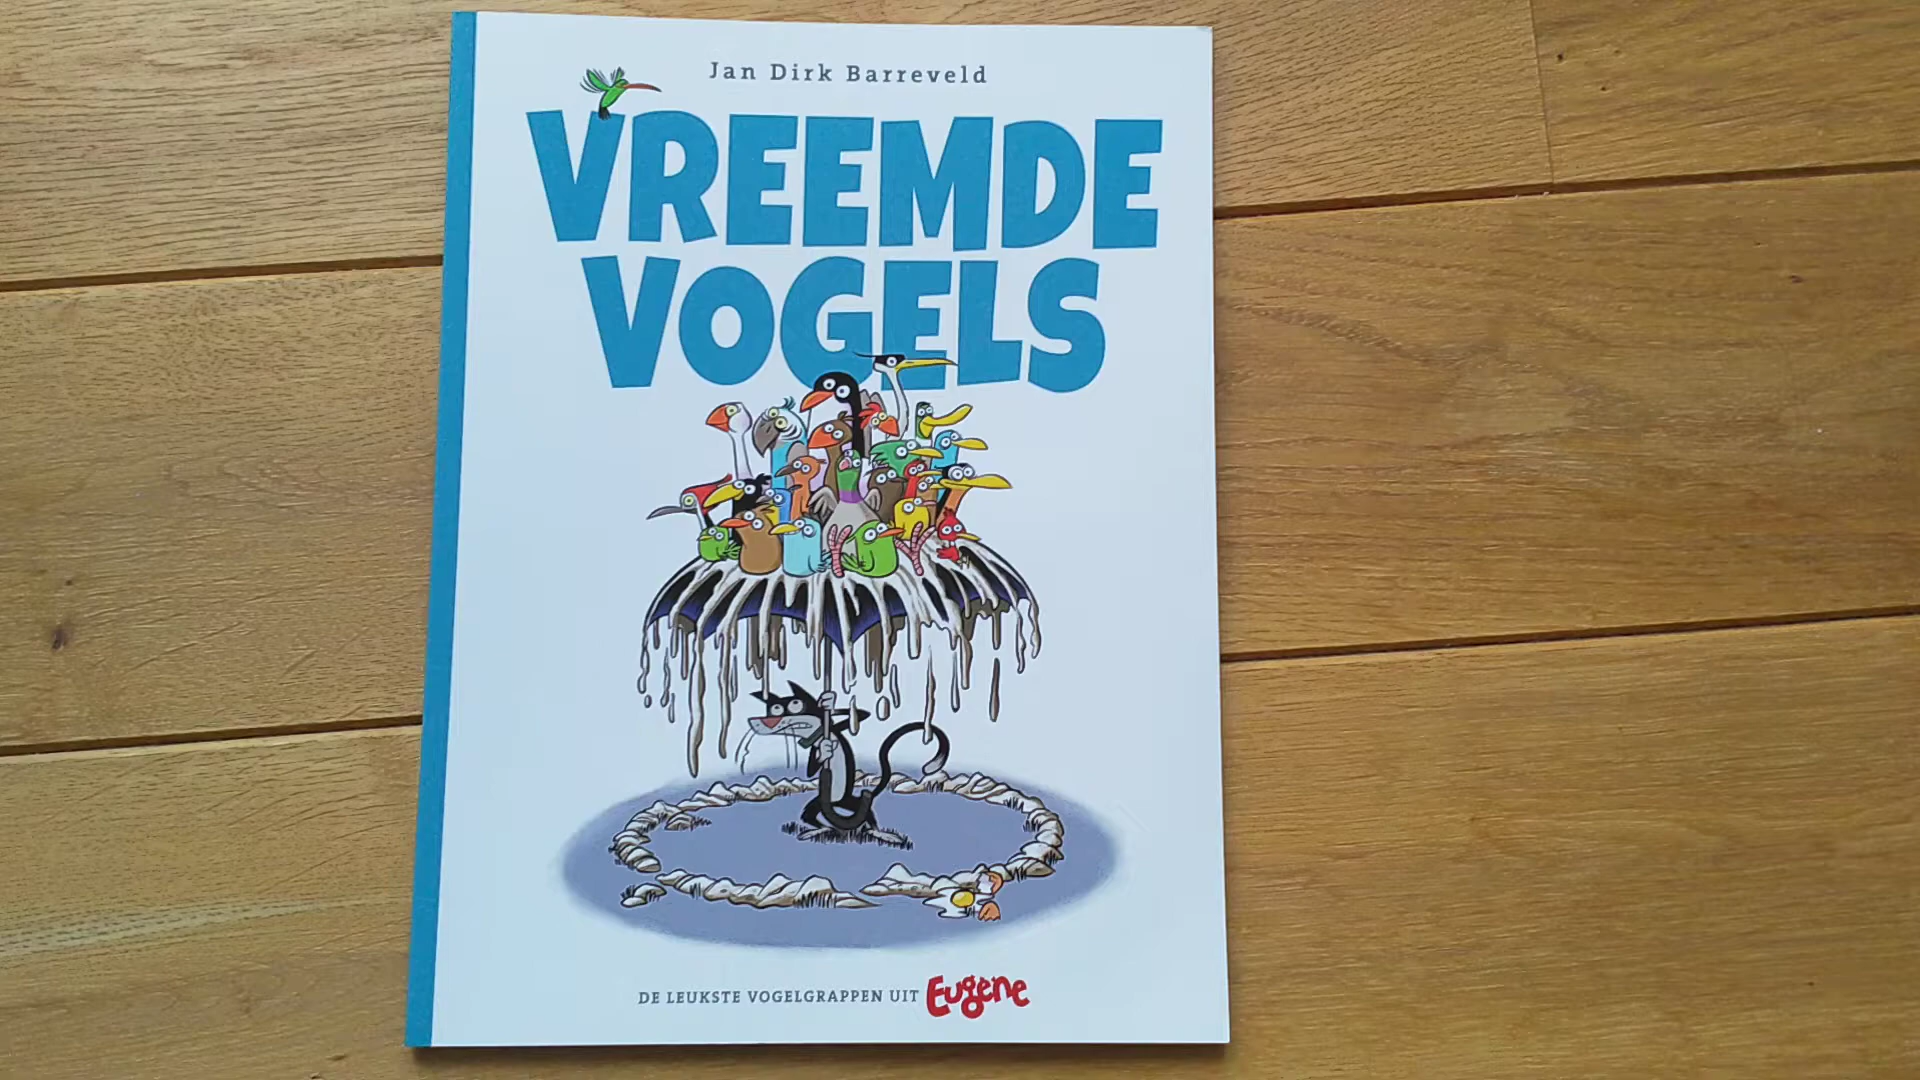 Jan Dirk Barreveld
VREEMDE
VOGELS
DE LEUKSTE VOGELGRAPPEN UIT Eugene